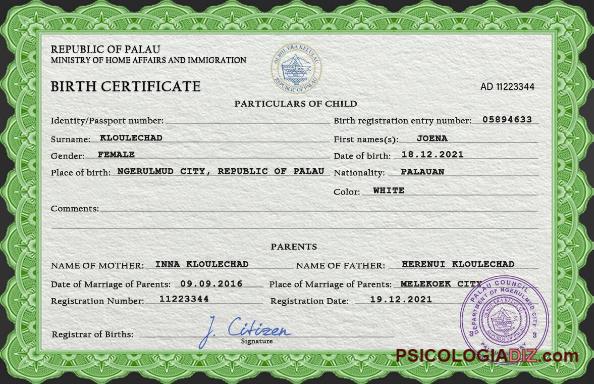 REPUBLIC OF PALAU
MINISTRY OF HOME AFFAIRS AND IMMIGRATION
BIRTH CERTIFICATE
AD 11223344
PARTICULARS OF CHILD
Identity/Passport number:
Birth registration entry number: 05894633
Surname: KLOULECHAD First names(s): JOENA
Gender: FEMALE Date of birth: 18.12.2021
Place of birth: NGERULMUD CITY, REPUBLIC OF PALAU Nationality: PALAUAN
Color: WHITE
Comments:
PARENTS
NAME OF MOTHER: INNA KLOULECHAD NAME OF FATHER: HERENUI KLOULECHAD
Date of Marriage of Parents: 09.09.2016 Place of Marriage of Parents: MELEKOEK CITY
Registration Number: 11223344 Registration Date: 19.12.2021
PALAU COUNCIL
DEPARTMENT OF NGERULMUD CITY
Registrar of Births: J. Citizen
Signature
PSICOLOGIADIZ.com